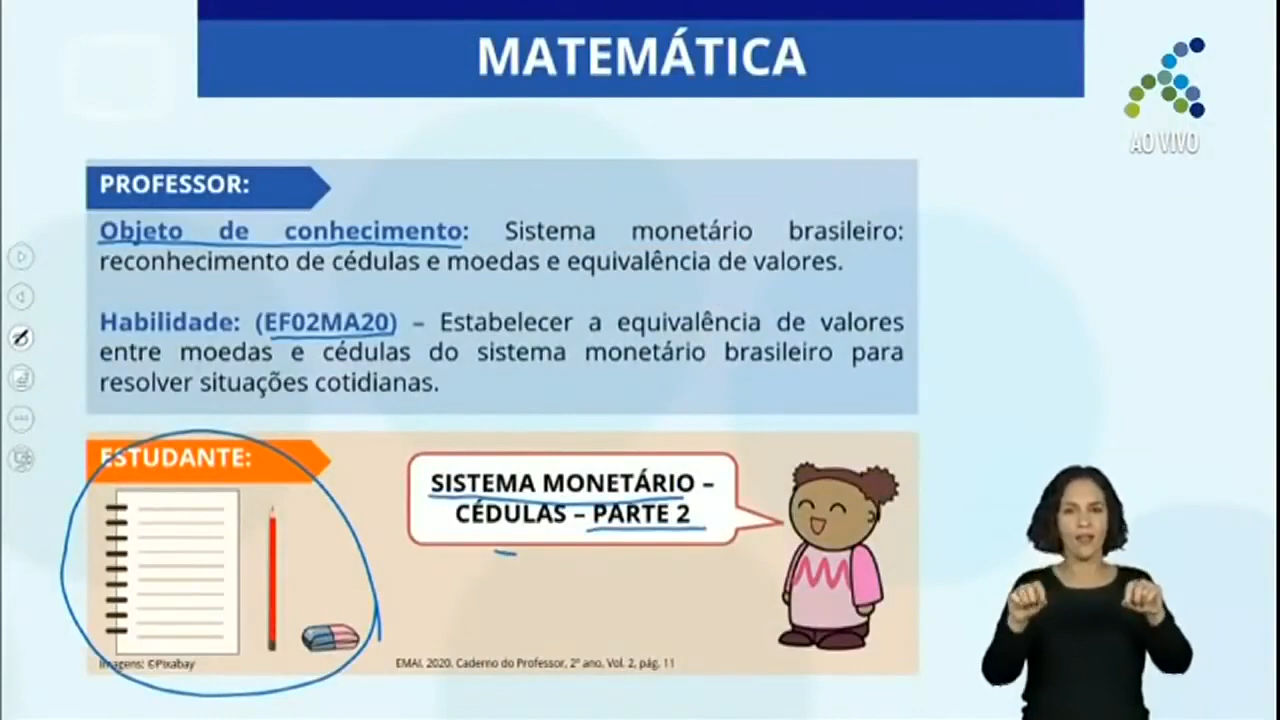 MATEMÁTICA
AO VIVO
PROFESSOR:
Objeto de conhecimento: Sistema monetário brasileiro:
reconhecimento de cédulas e moedas e equivalência de valores.
Habilidade: (EF02MA20) – Estabelecer a equivalência de valores
entre moedas e cédulas do sistema monetário brasileiro para
resolver situações cotidianas.
ESTUDANTE:
SISTEMA MONETÁRIO –
CÉDULAS – PARTE 2
Imagens: ©Pixabay
EMAI, 2020, Caderno do Professor, 2º ano, Vol. 2, pág. 11